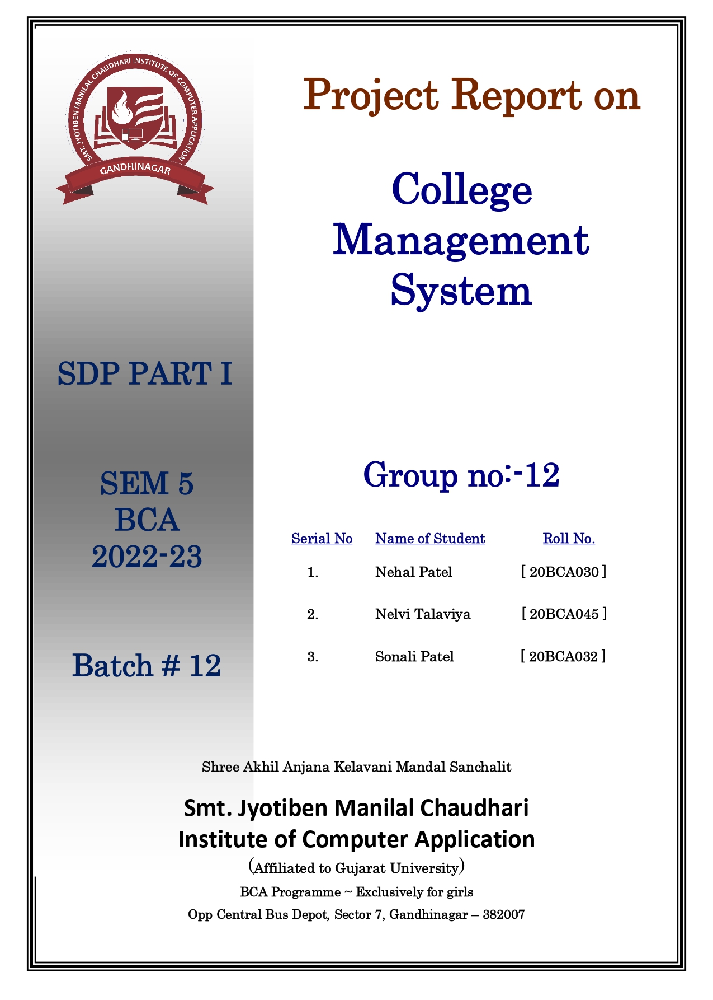 SMT. JYOTIBEN MANILAL CHAUDHARI INSTITUTE OF COMPUTER APPLICATION
GANDHINAGAR
Project Report on
College
Management
System
SDP PART I
SEM 5
BCA
2022-23
Batch # 12
Group no:-12
Serial No Name of Student Roll No.
1. Nehal Patel [ 20BCA030 ]
2. Nelvi Talaviya [ 20BCA045 ]
3. Sonali Patel [ 20BCA032 ]
Shree Akhil Anjana Kelavani Mandal Sanchalit
Smt. Jyotiben Manilal Chaudhari
Institute of Computer Application
(Affiliated to Gujarat University)
BCA Programme ~ Exclusively for girls
Opp Central Bus Depot, Sector 7, Gandhinagar – 382007